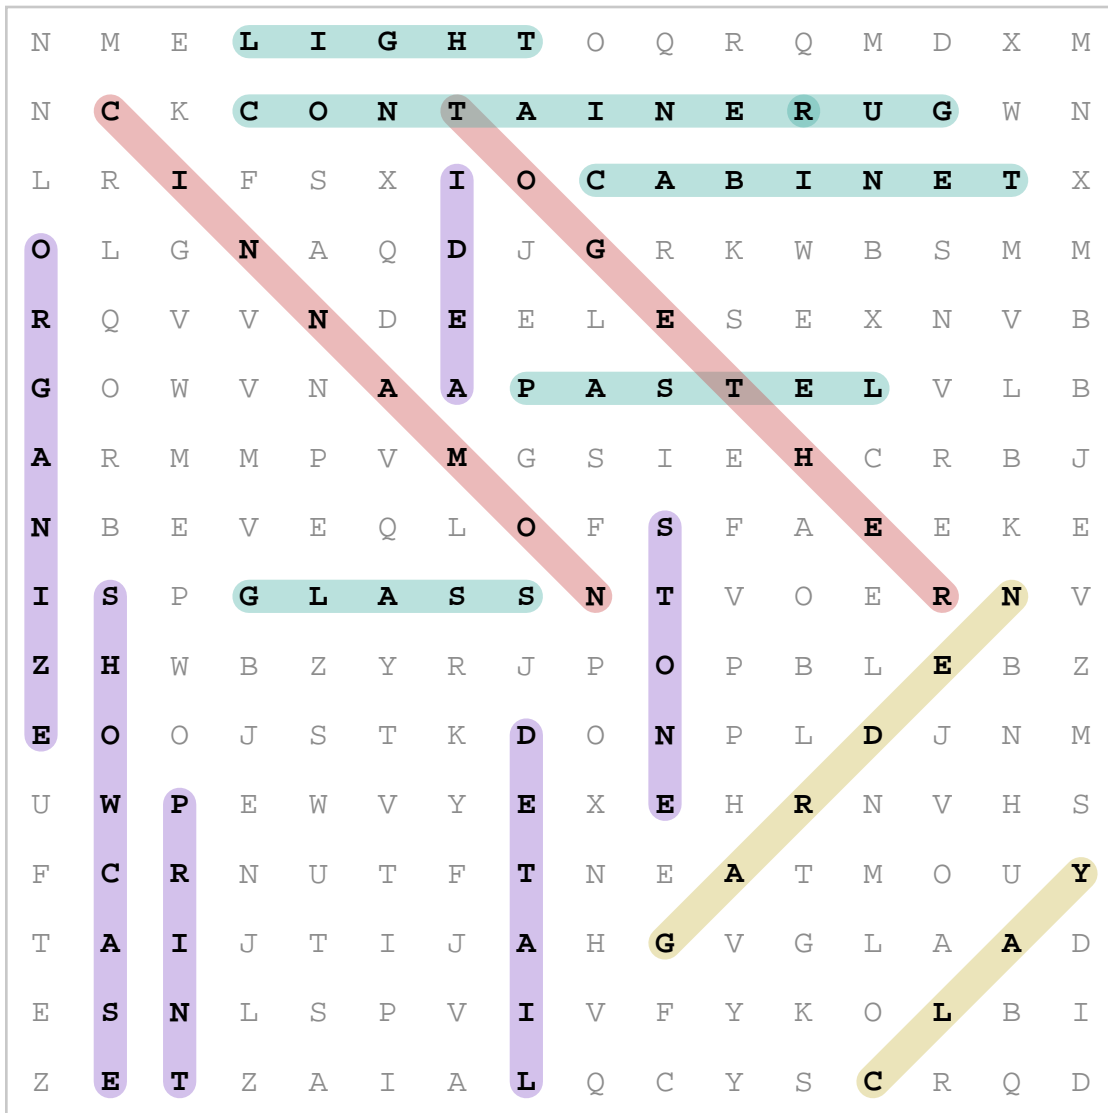 N M E L I G H T O Q R Q M D X M
N C K C O N T A I N E R U G W N
L R I F S X I O C A B I N E T X
O L G N A Q D J G R K W B S M M
R Q V V N D E E L E S E X N V B
G O W V N A A P A S T E L V L B
A R M M P V M G S I E H C R B J
N B E V E Q L O F S F A E E K E
I S P G L A S S N T V O E R N V
Z H W B Z Y R J P O P B L E B Z
E O O J S T K D O N P L D J N M
U W P E W V Y E X E H R N V H S
F C R N U T F T N E A T M O U Y
T A I J T I J A H G V G L A A D
E S N L S P V I V F Y K O L B I
Z E T Z A I A L Q C Y S C R Q D